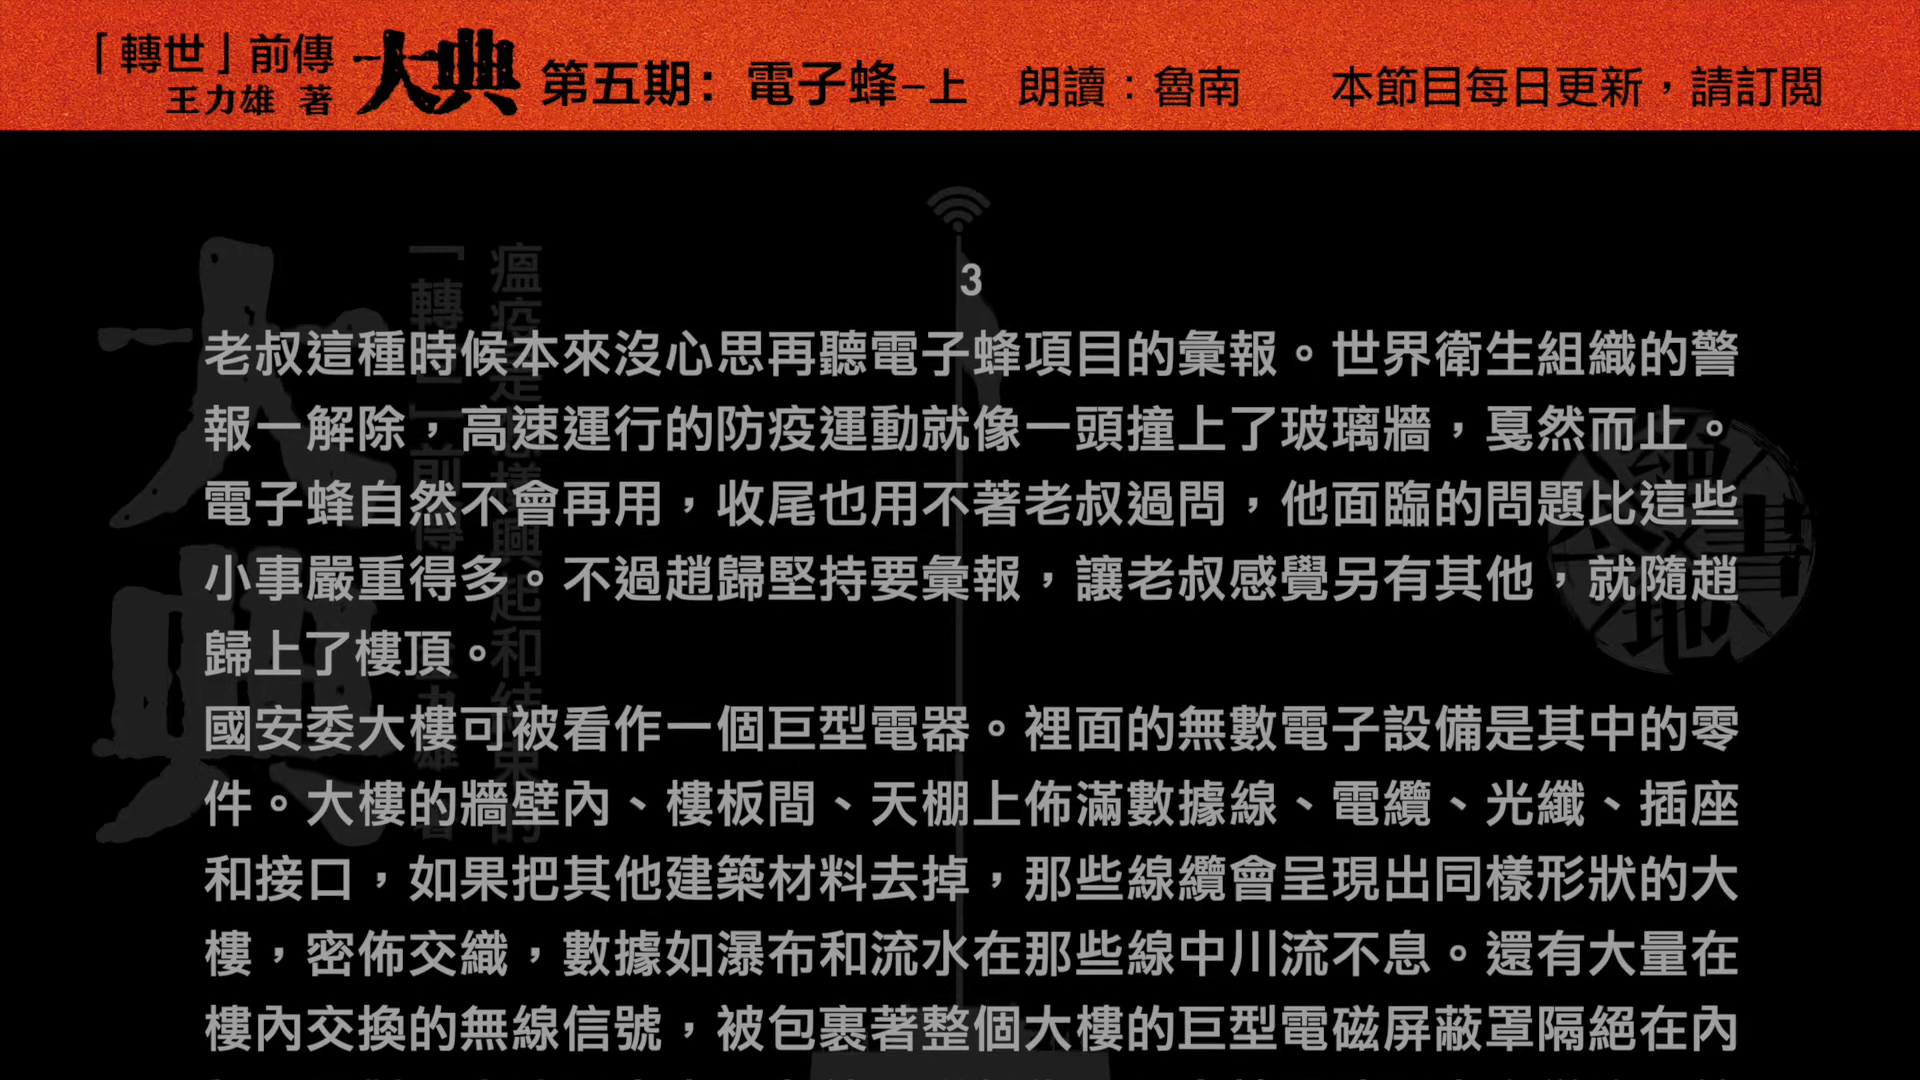 「轉世」前傳
王力雄 著
大典
第五期：電子蜂-上 朗讀：魯南 本節目每日更新，請訂閲
3
老叔這種時候本來沒心思再聽電子蜂項目的彙報。世界衛生組織的警
報一解除，高速運行的防疫運動就像一頭撞上了玻璃牆，戛然而止。
電子蜂自然不會再用，收尾也用不著老叔過問，他面臨的問題比這些
小事嚴重得多。不過趙歸堅持要彙報，讓老叔感覺另有其他，就隨趙
歸上了樓頂。
國安委大樓可被看作一個巨型電器。裡面的無數電子設備是其中的零
件。大樓的牆壁內、樓板間、天棚上佈滿數據線、電纜、光纖、插座
和接口，如果把其他建築材料去掉，那些線纜會呈現出同樣形狀的大
樓，密佈交織，數據如瀑布和流水在那些線中川流不息。還有大量在
樓內交換的無線信號，被包裹著整個大樓的巨型電磁屏蔽罩隔絕在內
大典